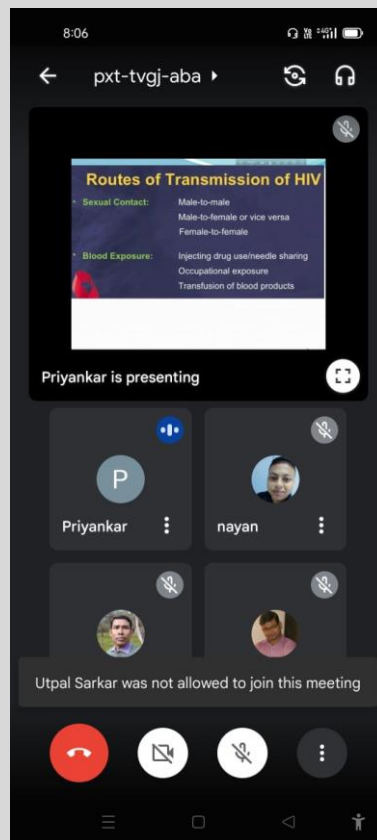 8:06
pxt-tvgj-aba
Routes of Transmission of HIV
Sexual Contact: Male-to-male
Male-to-female or vice versa
Female-to-female
Blood Exposure: Injecting drug use/needle sharing
Occupational exposure
Transfusion of blood products
Priyankar is presenting
P
Priyankar
nayan
Utpal Sarkar was not allowed to join this meeting